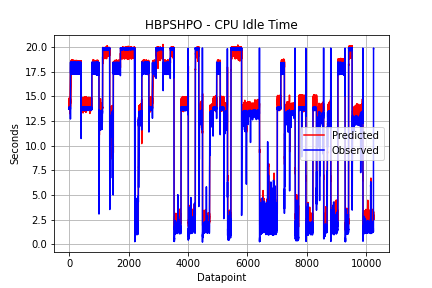 HBPSHPO - CPU Idle Time
Seconds
20.0
17.5
15.0
12.5
10.0
7.5
5.0
2.5
0.0
Predicted
Observed
0 2000 4000 6000 8000 10000
Datapoint